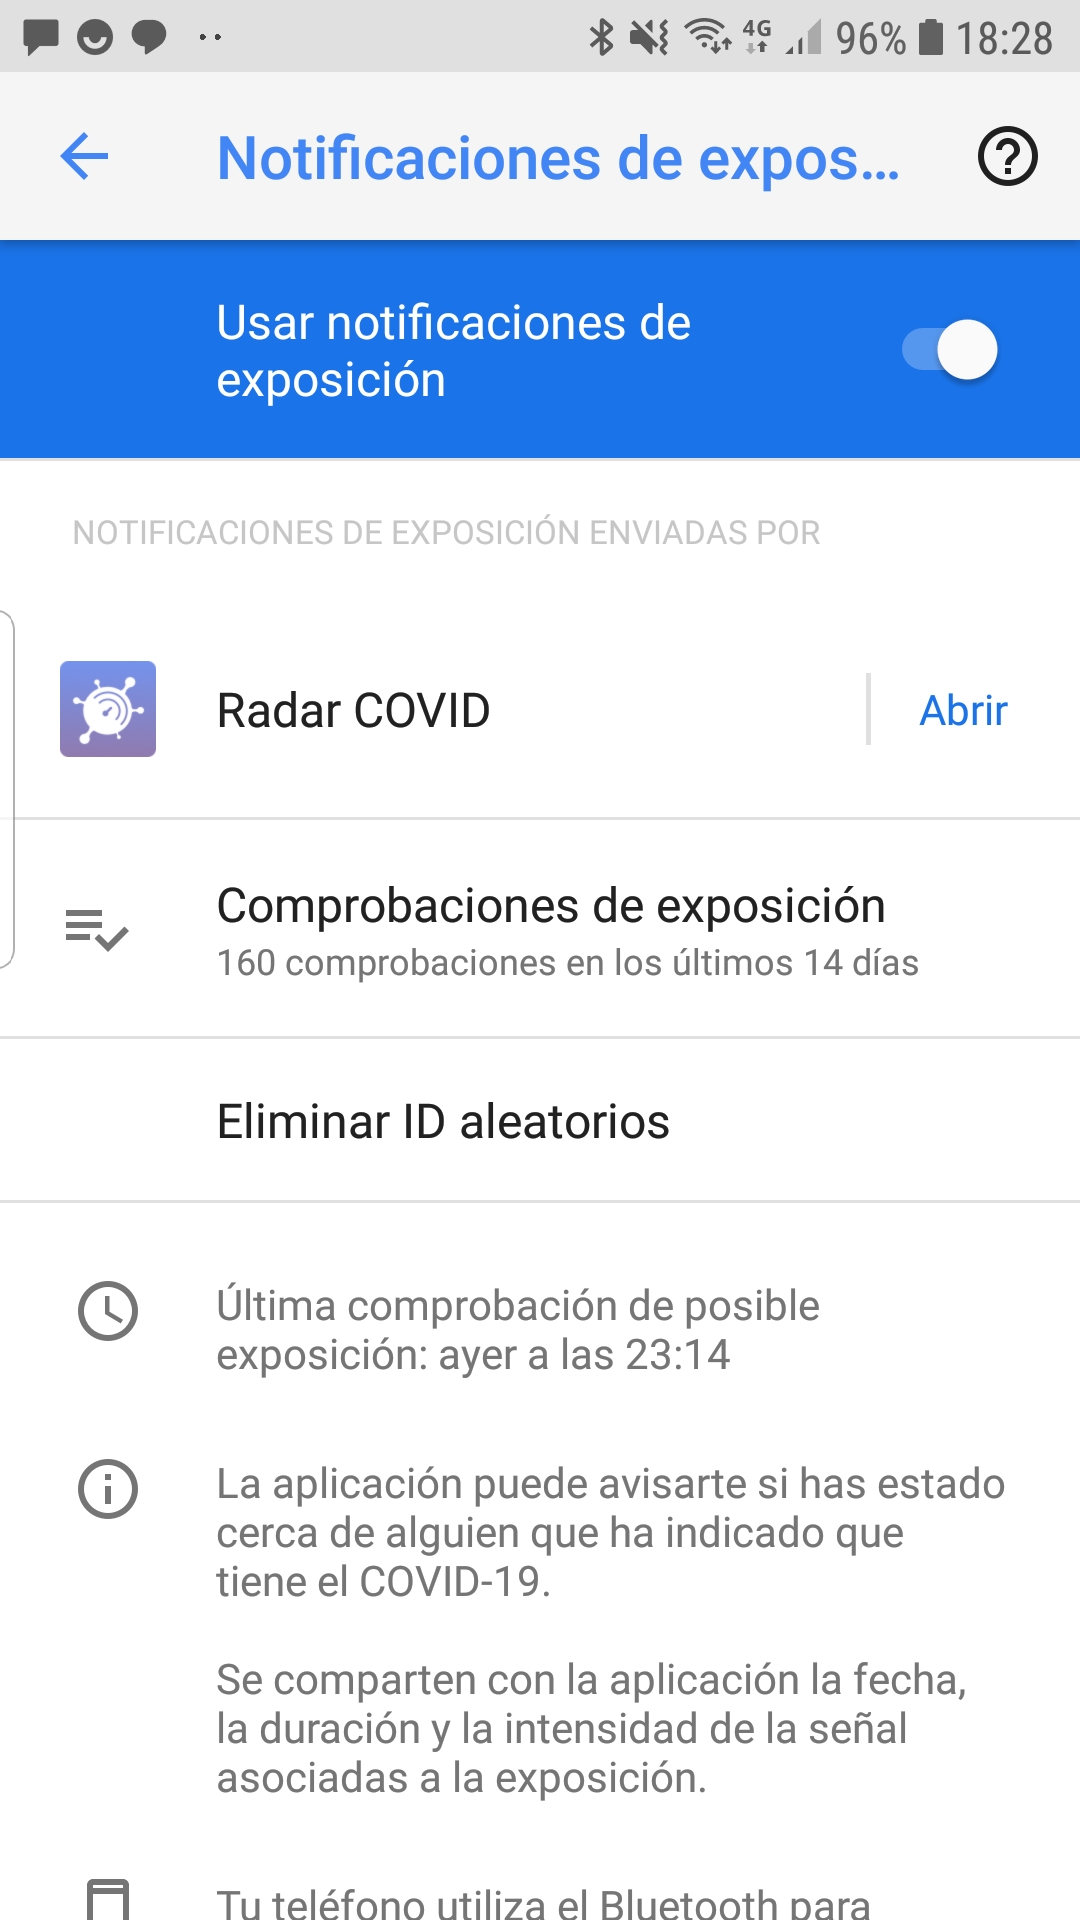 4G 96% 18:28
Notificaciones de expos...
Usar notificaciones de
exposición
NOTIFICACIONES DE EXPOSICIÓN ENVIADAS POR
Radar COVID
Abrir
Comprobaciones de exposición
160 comprobaciones en los últimos 14 días
Eliminar ID aleatorios
Última comprobación de posible
exposición: ayer a las 23:14
La aplicación puede avisarte si has estado
cerca de alguien que ha indicado que
tiene el COVID-19.
Se comparten con la aplicación la fecha,
la duración y la intensidad de la señal
asociadas a la exposición.
Tu teléfono utiliza el Bluetooth para